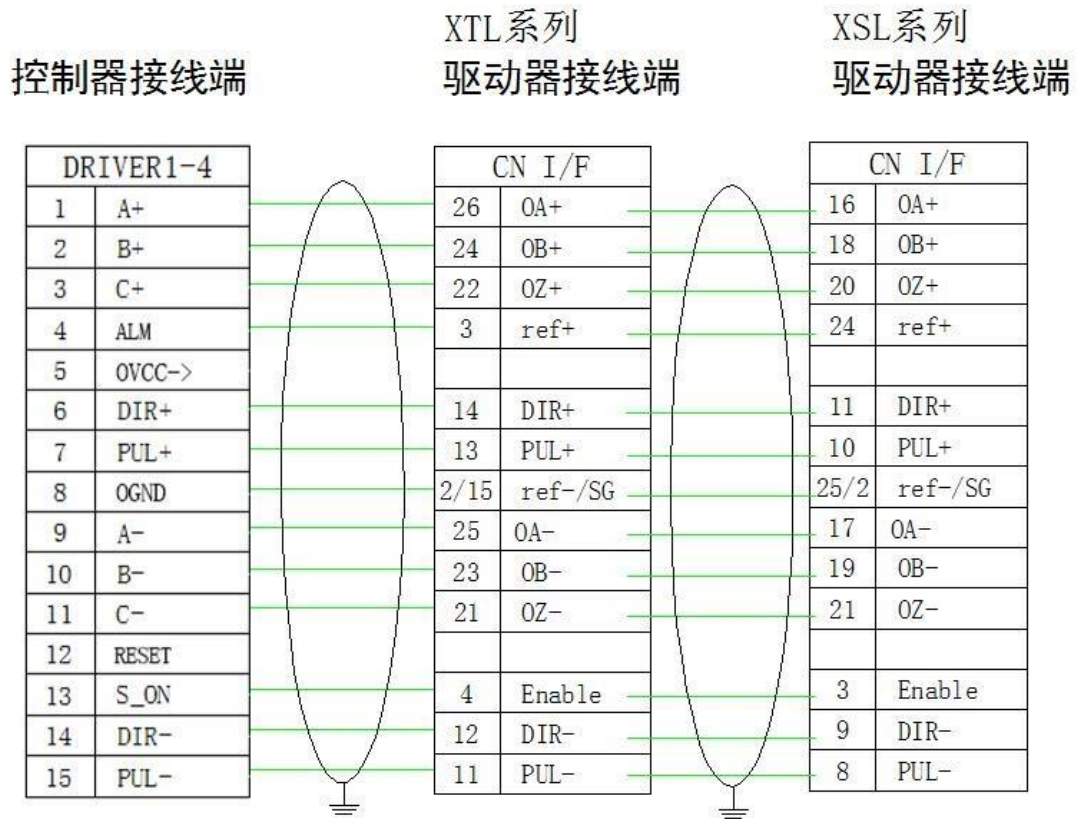 XTL系列
XSL系列
控制器接线端
驱动器接线端
驱动器接线端
DRIVER1-4
1 A+
2 B+
3 C+
4 ALM
5 OVCC->
6 DIR+
7 PUL+
8 OGND
9 A-
10 B-
11 C-
12 RESET
13 S_ON
14 DIR-
15 PUL-
CN I/F
26 OA+
24 OB+
22 OZ+
3 ref+
14 DIR+
13 PUL+
2/15 ref-/SG
25 OA-
23 OB-
21 OZ-
4 Enable
12 DIR-
11 PUL-
CN I/F
16 OA+
18 OB+
20 OZ+
24 ref+
11 DIR+
10 PUL+
25/2 ref-/SG
17 OA-
19 OB-
21 OZ-
3 Enable
9 DIR-
8 PUL-